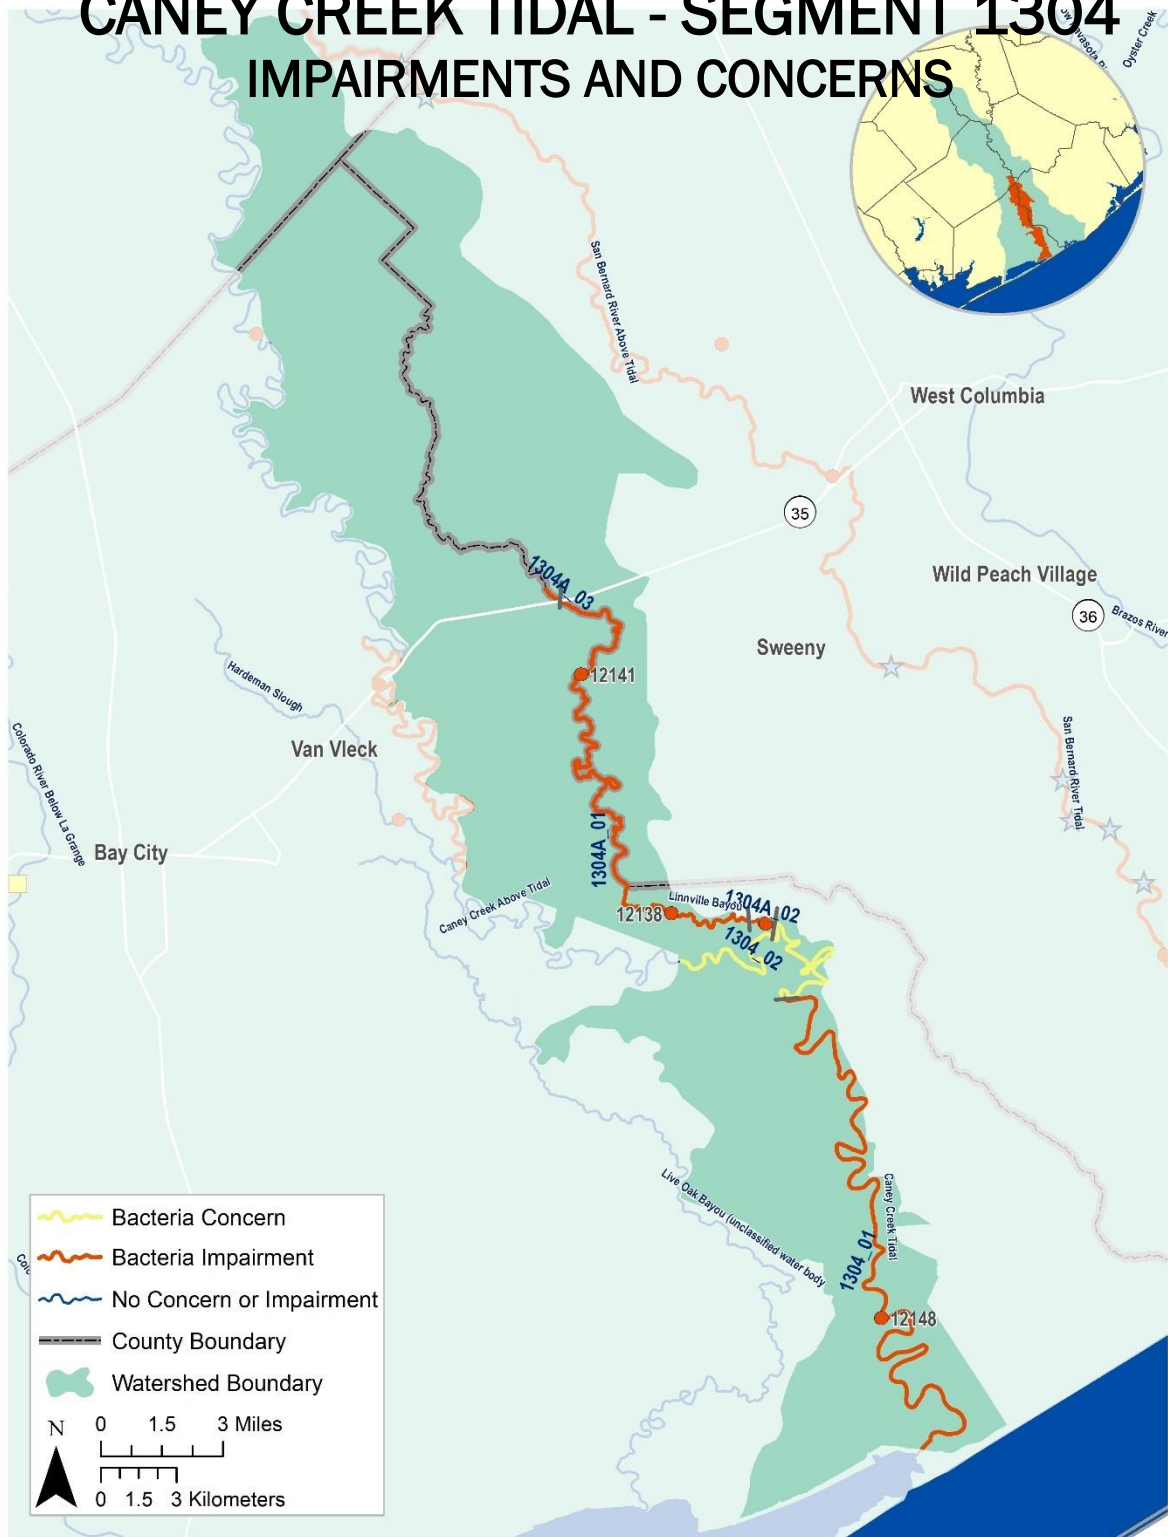 CANEY CREEK TIDAL - SEGMENT 1304
IMPAIRMENTS AND CONCERNS
Oyster Creek
San Bernard River Above Tidal
West Columbia
35
Wild Peach Village
36
Brazos River
1304A_03
Sweeny
12141
Hardeman Slough
Van Vleck
San Bernard River Tidal
Colorado River Below La Grange
Bay City
1304A_01
Caney Creek Above Tidal
Linnville Bayou
1304A_02
12138
1304_02
Live Oak Bayou (unclassified water body
Caney Creek Tidal
1304_01
12148
Bacteria Concern
Bacteria Impairment
No Concern or Impairment
County Boundary
Watershed Boundary
N
0 1.5 3 Miles
0 1.5 3 Kilometers